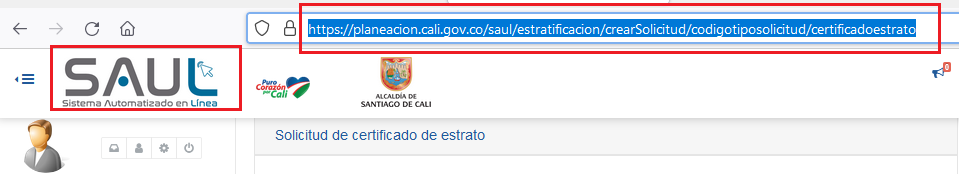 https://planeacion.cali.gov.co/saul/estratificacion/crearSolicitud/codigotiposolicitud/certificadoestrato
SAUL
Sistema Automatizado en Línea
Puro
Corazón
por Cali
ALCALDÍA DE
SANTIAGO DE CALI
0
Solicitud de certificado de estrato